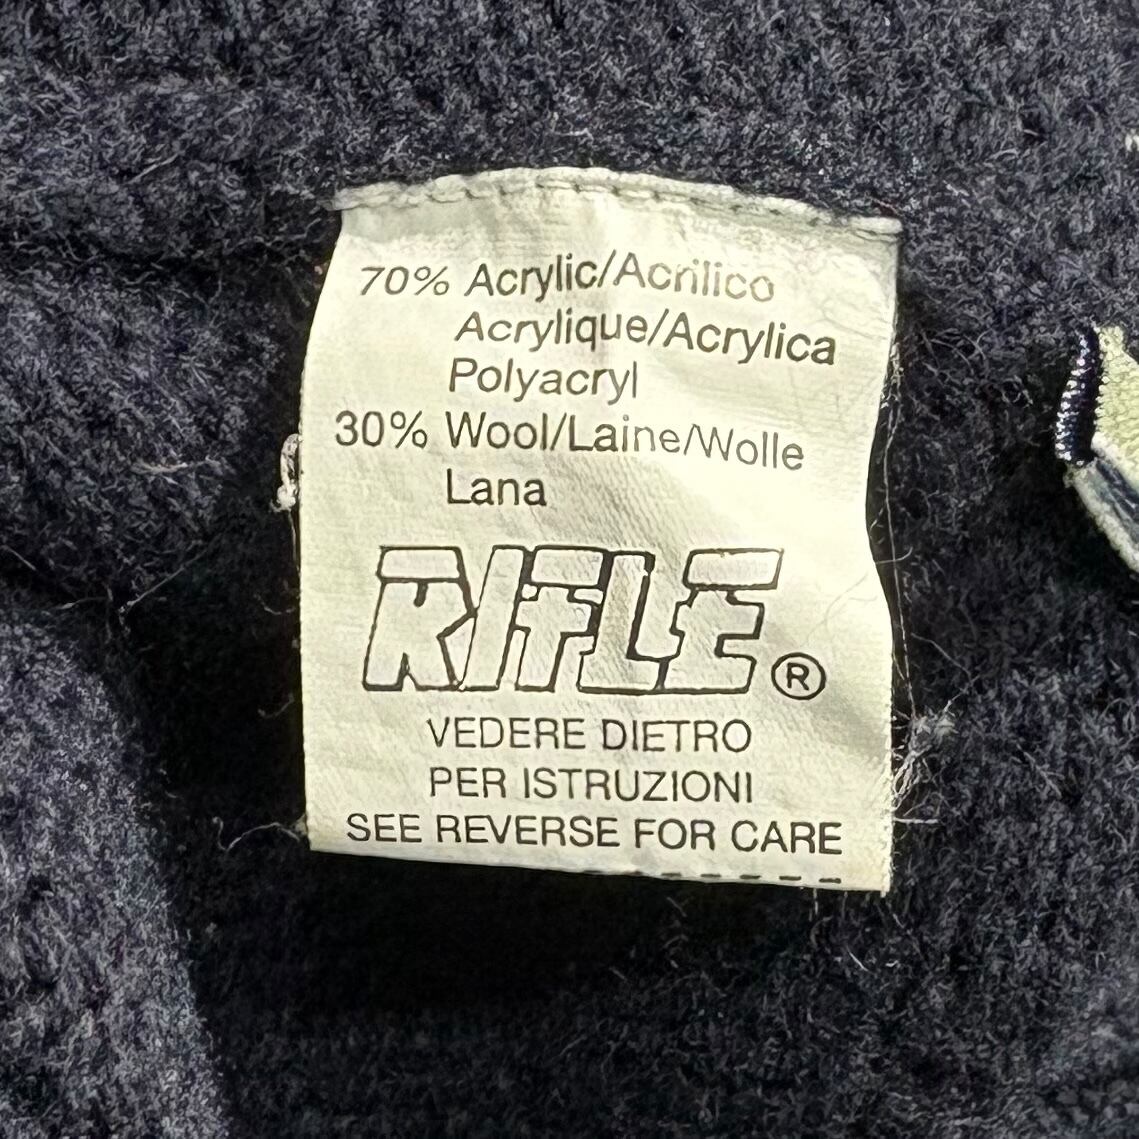 70% Acrylic/Acrilico
Acrylique/Acrylica
Polyacryl
30% Wool/Laine/Wolle
Lana
RIFLE®
VEDERE DIETRO
PER ISTRUZIONI
SEE REVERSE FOR CARE